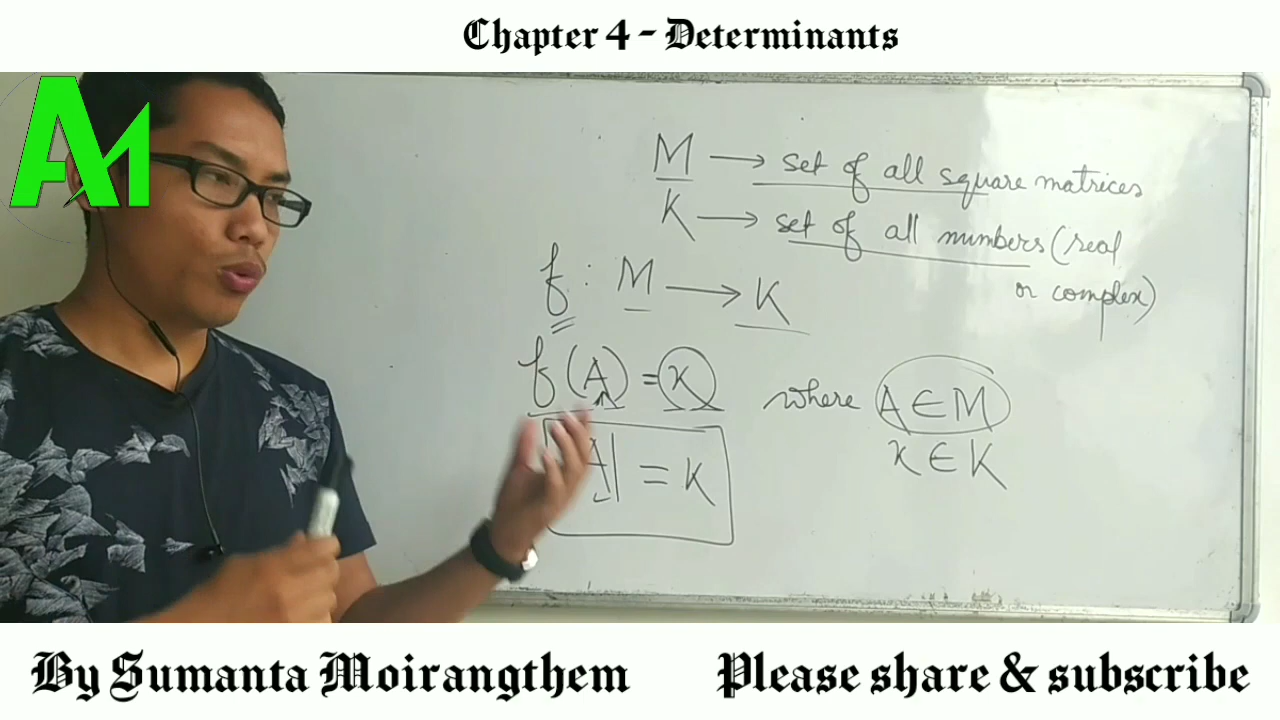 Chapter 4 - Determinants
AM
M → set of all square matrices
K → set of all numbers (real
or complex)
f : M → K
f(A) = k where A ∈ M
k ∈ K
A| = K
By Sumanta Moirangthem
Please share & subscribe